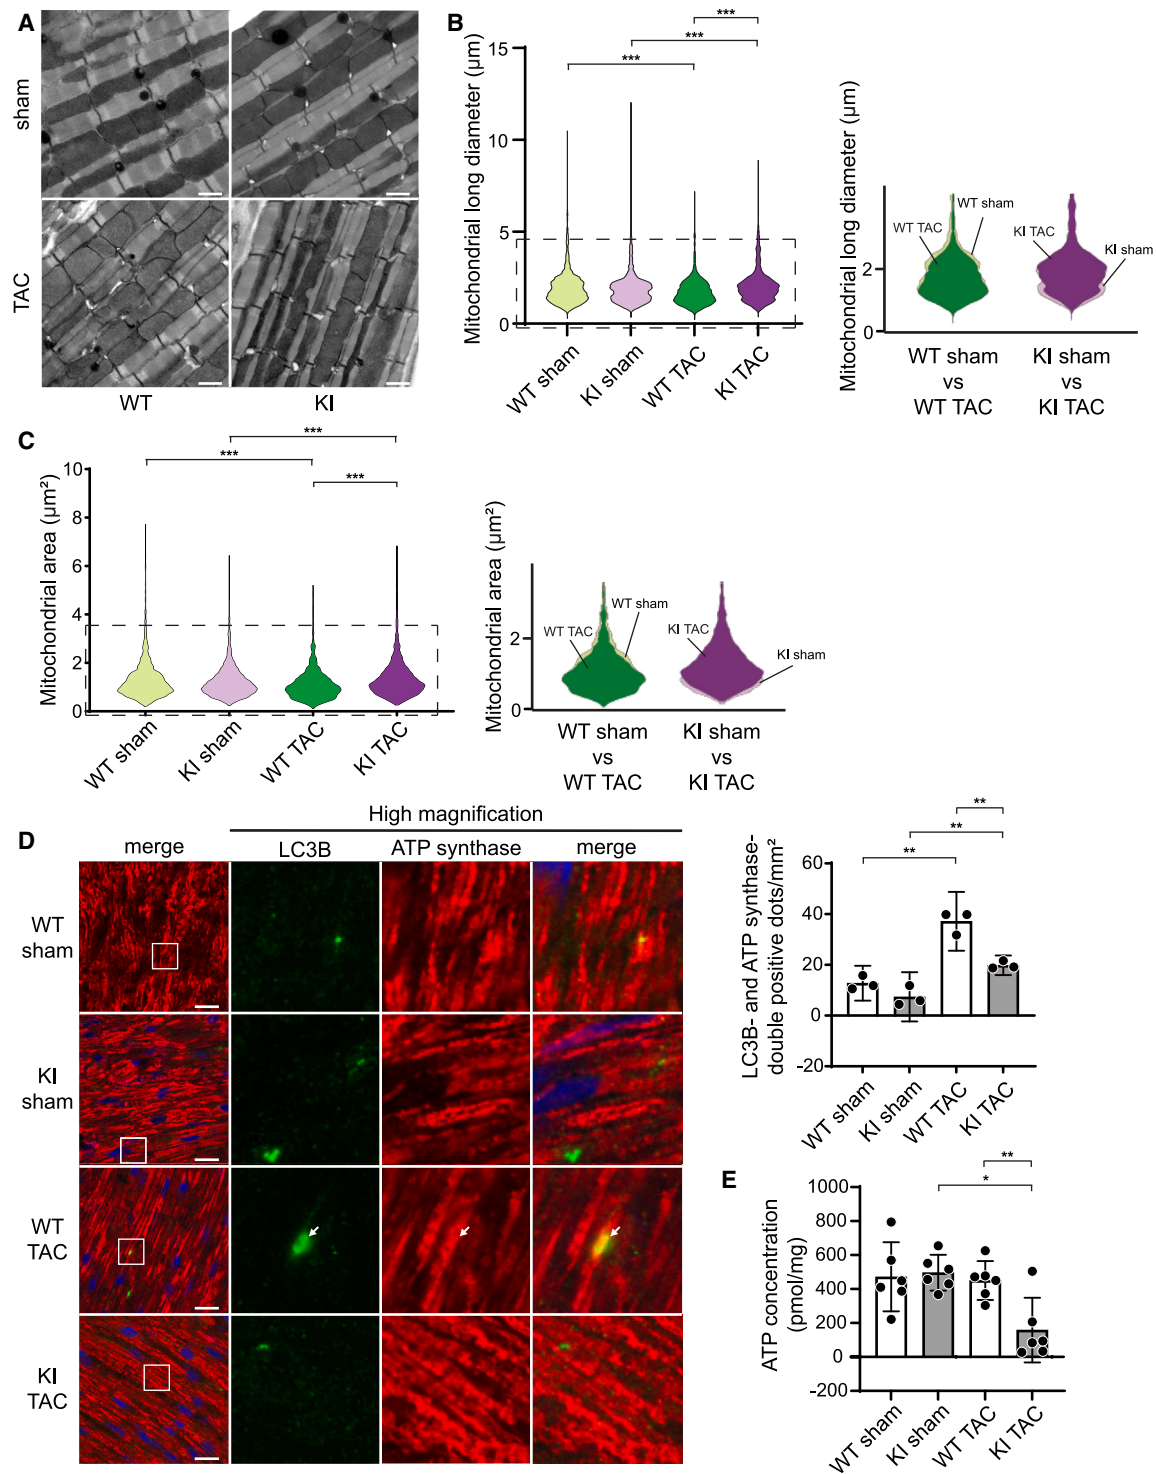 A
sham
TAC
WT
KI
B
Mitochondrial long diameter (µm)
15
10
5
0
***
***
***
WT sham
KI sham
WT TAC
KI TAC
Mitochondrial long diameter (µm)
2
0
WT TAC
WT sham
KI TAC
KI sham
WT sham
vs
WT TAC
KI sham
vs
KI TAC
C
Mitochondrial area (µm²)
10
8
6
4
2
0
***
***
***
WT sham
KI sham
WT TAC
KI TAC
Mitochondrial area (µm²)
2
0
WT TAC
WT sham
KI TAC
KI sham
WT sham
vs
WT TAC
KI sham
vs
KI TAC
D
High magnification
merge
LC3B
ATP synthase
merge
WT
sham
KI
sham
WT
TAC
KI
TAC
LC3B- and ATP synthase-
double positive dots/mm²
60
40
20
0
-20
**
**
**
WT sham
KI sham
WT TAC
KI TAC
E
ATP concentration
(pmol/mg)
1000
800
600
400
200
0
-200
**
*
WT sham
KI sham
WT TAC
KI TAC